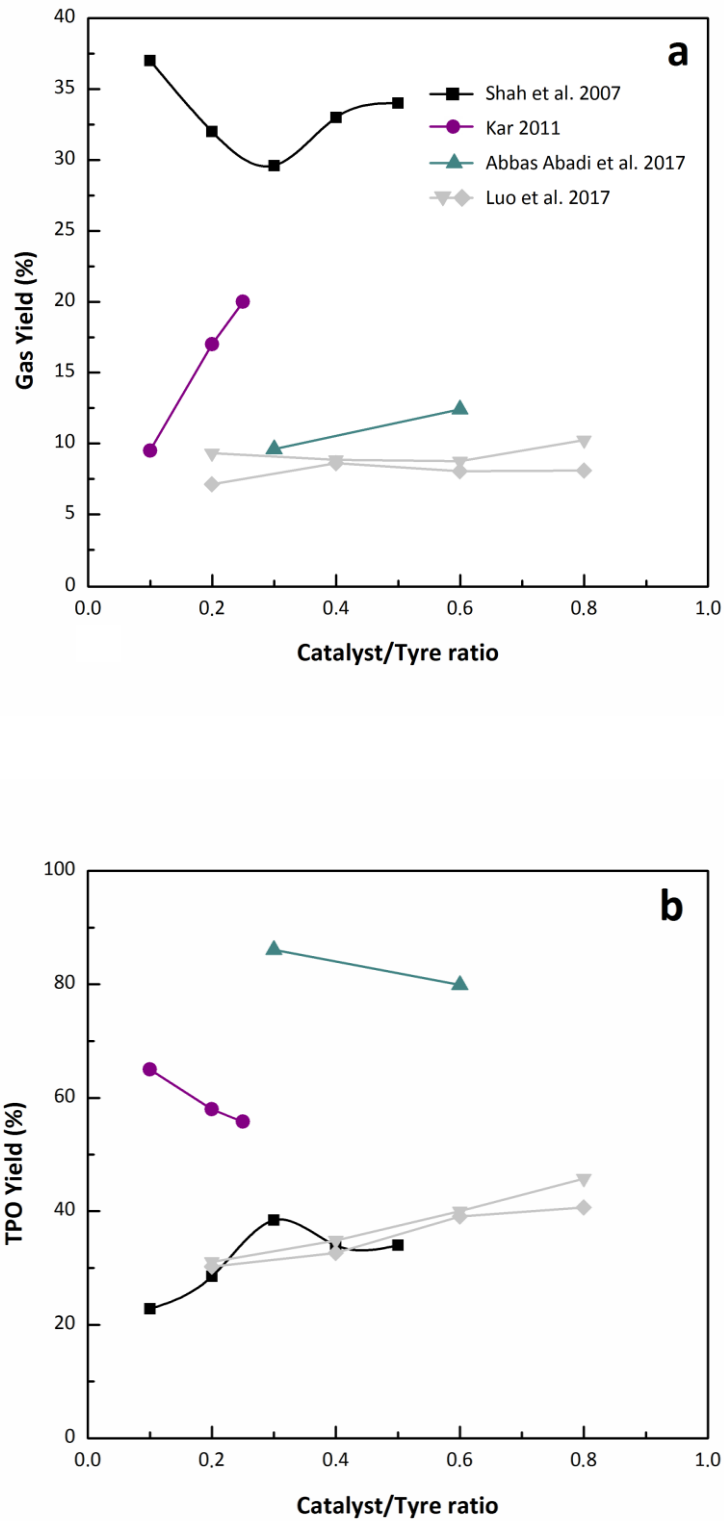 a
40
35
30
25
20
15
10
5
0
Gas Yield (%)
Shah et al. 2007
Kar 2011
Abbas Abadi et al. 2017
Luo et al. 2017
0.0 0.2 0.4 0.6 0.8 1.0
Catalyst/Tyre ratio
b
100
80
60
40
20
0
TPO Yield (%)
0.0 0.2 0.4 0.6 0.8 1.0
Catalyst/Tyre ratio